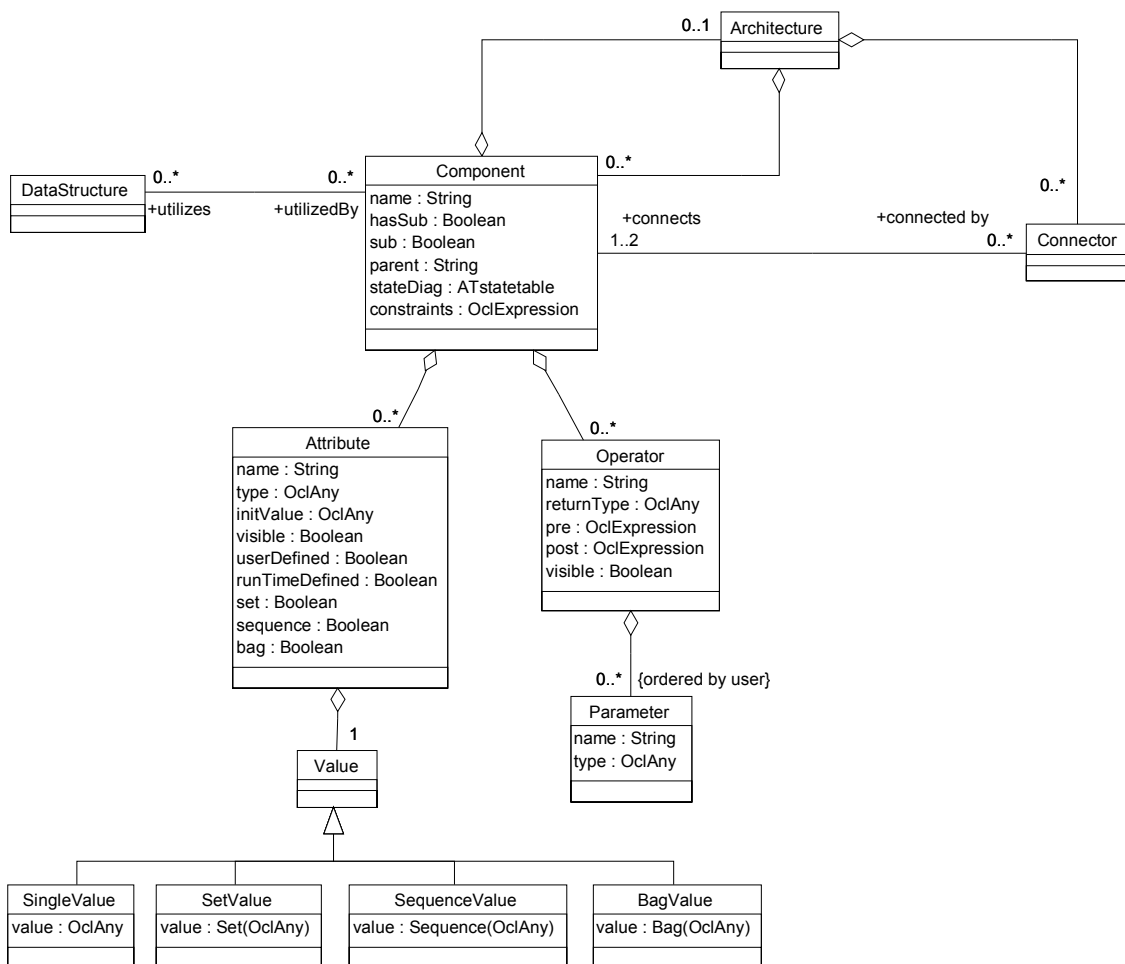 0..1
Architecture
Component
name : String
hasSub : Boolean
sub : Boolean
parent : String
stateDiag : ATstatetable
constraints : OclExpression
0..*
DataStructure
0..*
0..*
+utilizes
+utilizedBy
+connects
1..2
+connected by
0..*
0..*
Connector
0..*
Attribute
name : String
type : OclAny
initValue : OclAny
visible : Boolean
userDefined : Boolean
runTimeDefined : Boolean
set : Boolean
sequence : Boolean
bag : Boolean
0..*
Operator
name : String
returnType : OclAny
pre : OclExpression
post : OclExpression
visible : Boolean
0..*
{ordered by user}
Parameter
name : String
type : OclAny
1
Value
SingleValue
value : OclAny
SetValue
value : Set(OclAny)
SequenceValue
value : Sequence(OclAny)
BagValue
value : Bag(OclAny)